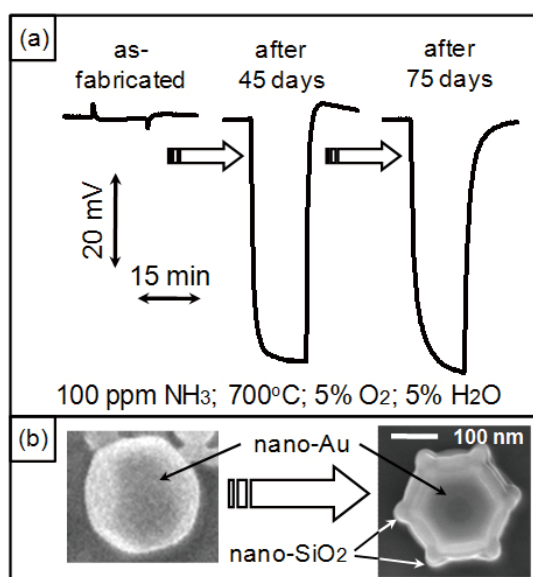 (a)
as-
fabricated
after
45 days
after
75 days
20 mV
15 min
100 ppm NH₃; 700ºC; 5% O₂; 5% H₂O
(b)
nano-Au
100 nm
nano-SiO₂